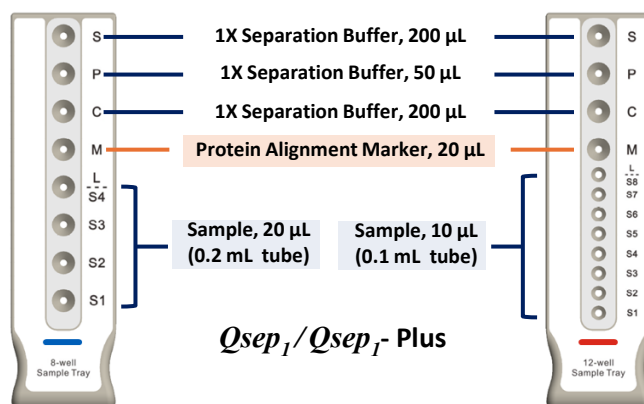 S 1X Separation Buffer, 200 µL S
P 1X Separation Buffer, 50 µL P
C 1X Separation Buffer, 200 µL C
M Protein Alignment Marker, 20 µL M
L
S4
S3
S2
S1
Sample, 20 µL
(0.2 mL tube)
Sample, 10 µL
(0.1 mL tube)
L
S8
S7
S6
S5
S4
S3
S2
S1
Qsep1/Qsep1- Plus
8-well
Sample Tray
12-well
Sample Tray